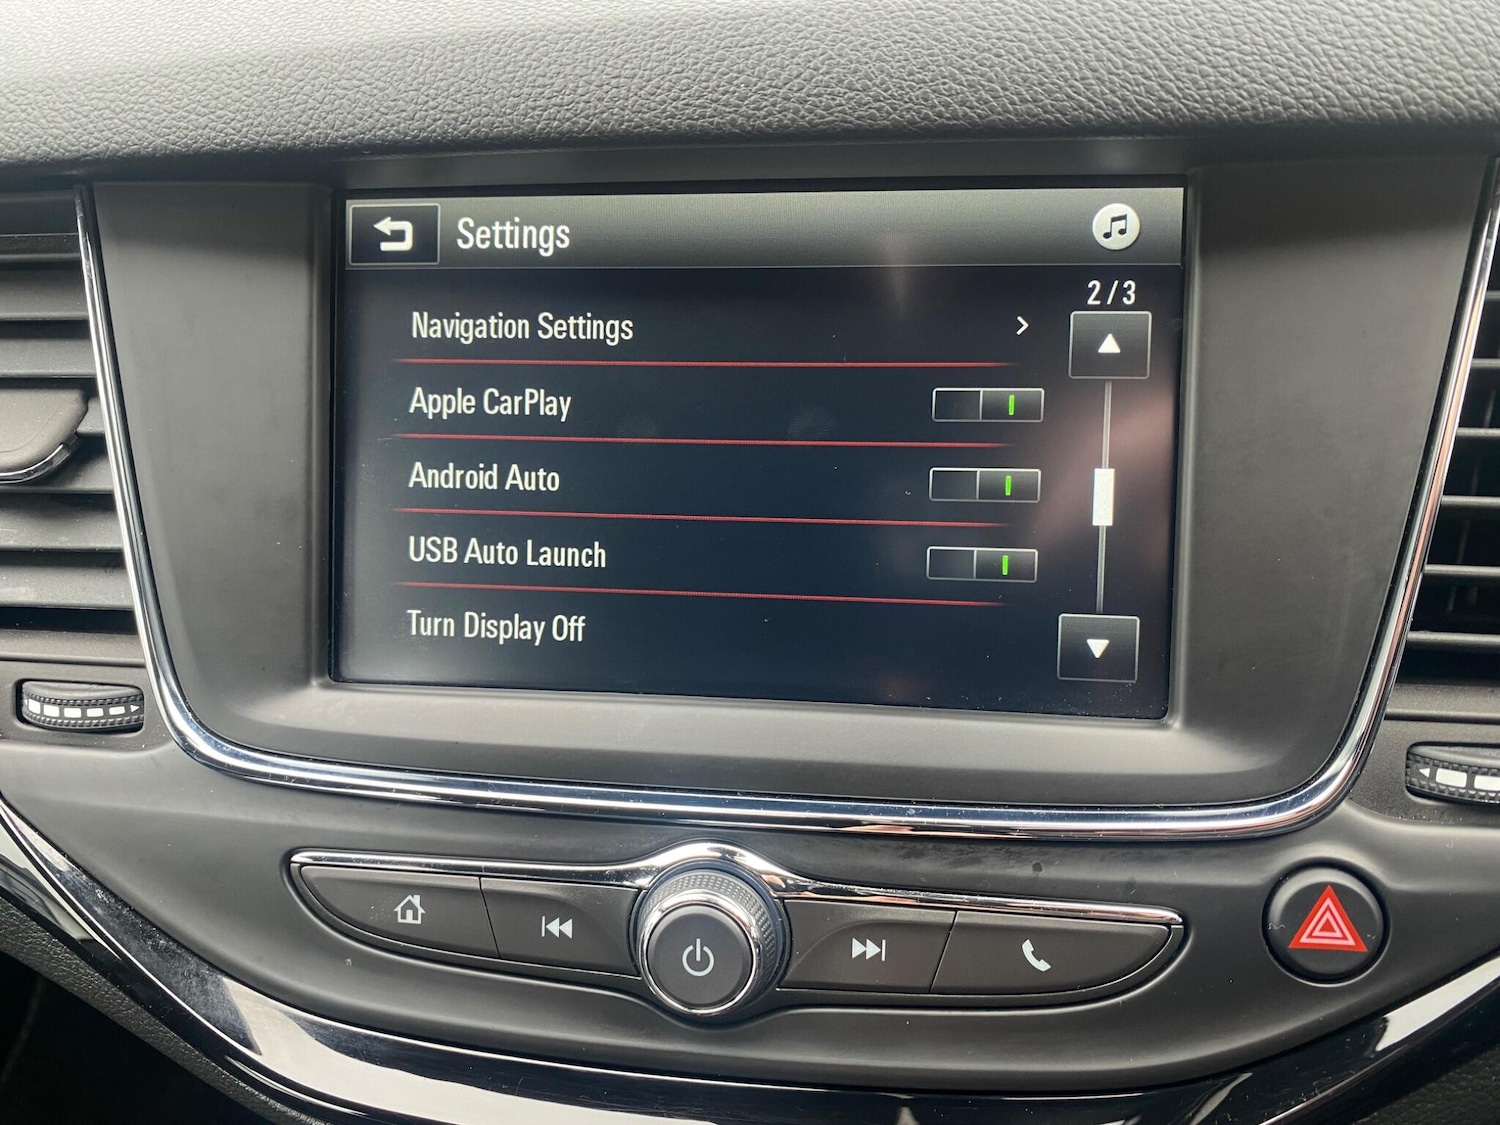 Settings
2/3
Navigation Settings
Apple CarPlay
Android Auto
USB Auto Launch
Turn Display Off